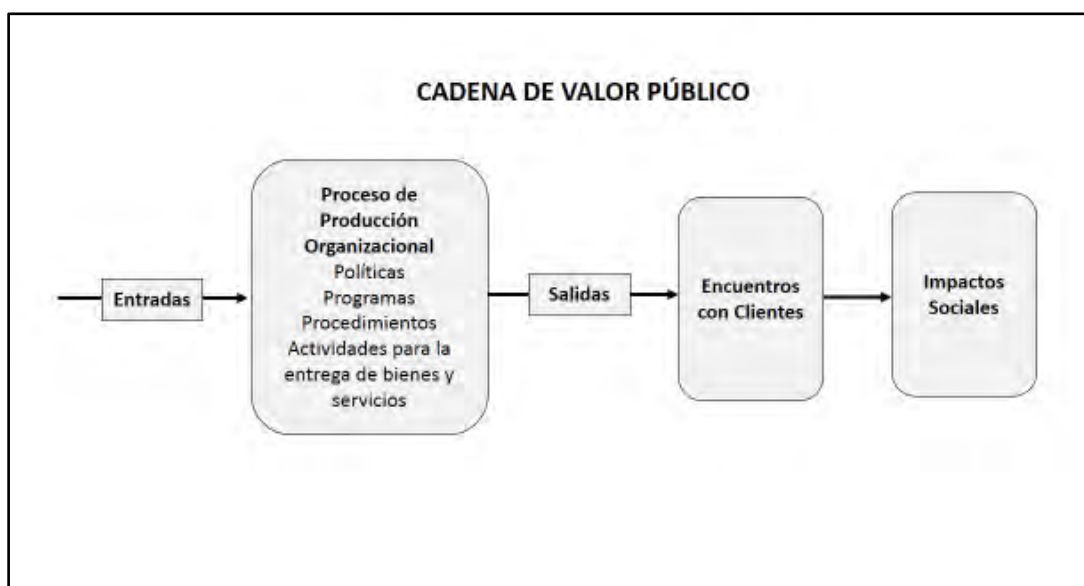 CADENA DE VALOR PÚBLICO
Entradas
Proceso de
Producción
Organizacional
Políticas
Programas
Procedimientos
Actividades para la
entrega de bienes y
servicios
Salidas
Encuentros
con Clientes
Impactos
Sociales